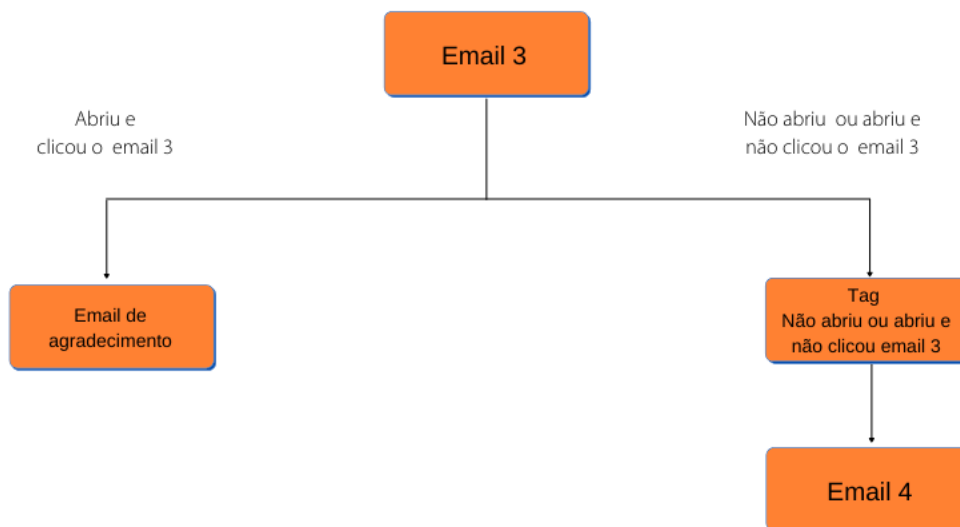 Email 3
Abriu e
clicou o email 3
Não abriu ou abriu e
não clicou o email 3
Email de
agradecimento
Tag
Não abriu ou abriu e
não clicou email 3
Email 4